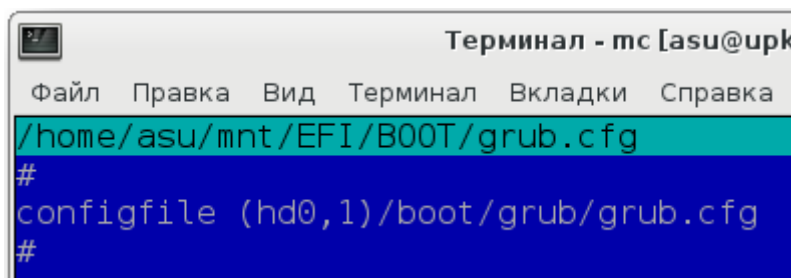 Терминал - mc [asu@upk
Файл Правка Вид Терминал Вкладки Справка
/home/asu/mnt/EFI/BOOT/grub.cfg
#
configfile (hd0,1)/boot/grub/grub.cfg
#